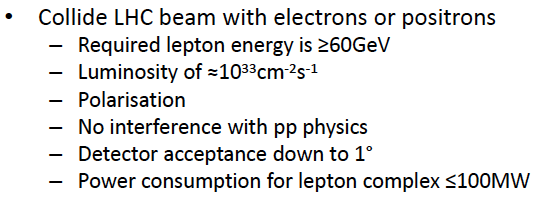 • Collide LHC beam with electrons or positrons
– Required lepton energy is ≥60GeV
– Luminosity of ≈10³³cm⁻²s⁻¹
– Polarisation
– No interference with pp physics
– Detector acceptance down to 1°
– Power consumption for lepton complex ≤100MW